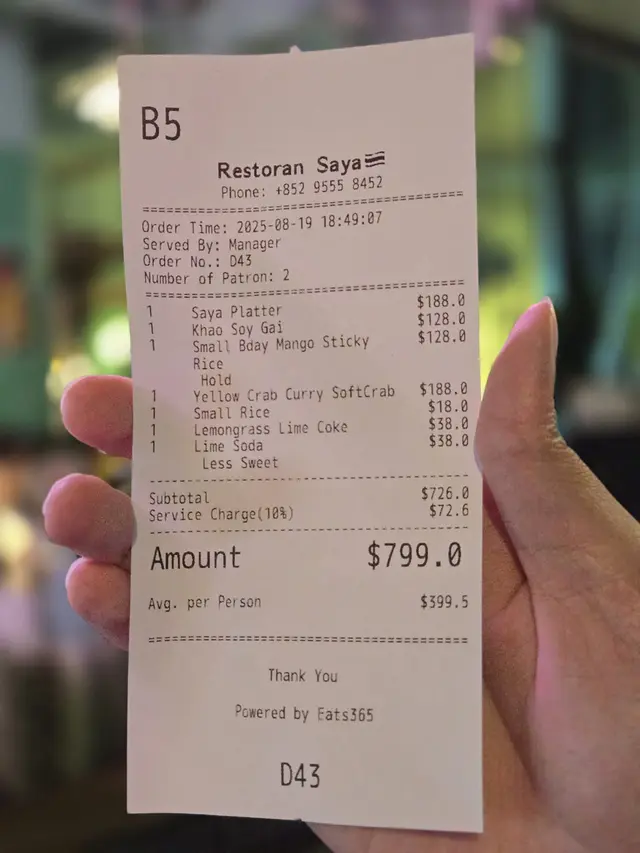 B5
Restoran Saya
Phone: +852 9555 8452
========================================
Order Time: 2025-08-19 18:49:07
Served By: Manager
Order No.: D43
Number of Patron: 2
========================================
1 Saya Platter $188.0
1 Khao Soy Gai $128.0
1 Small Bday Mango Sticky $128.0
Rice
Hold
1 Yellow Crab Curry SoftCrab $188.0
1 Small Rice $18.0
1 Lemongrass Lime Coke $38.0
1 Lime Soda $38.0
Less Sweet
----------------------------------------
Subtotal $726.0
Service Charge(10%) $72.6
----------------------------------------
Amount $799.0
Avg. per Person $399.5
========================================
Thank You
Powered by Eats365
D43